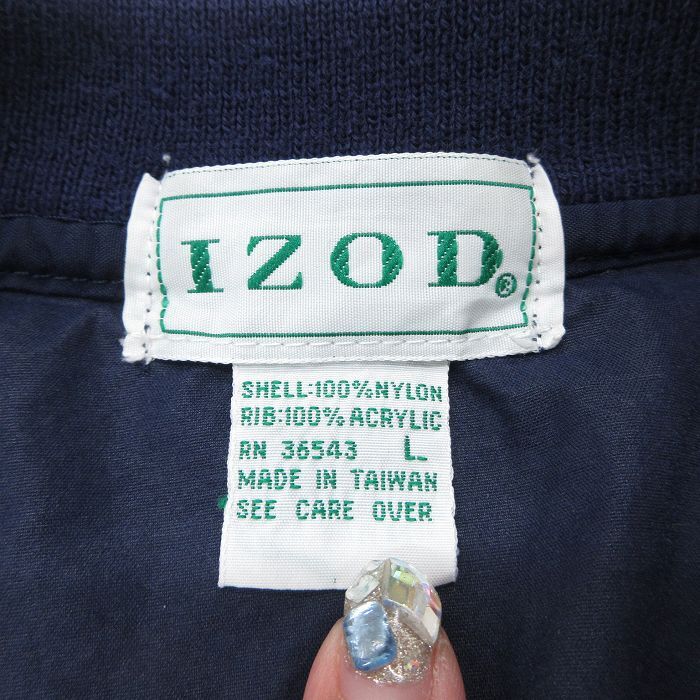 IZOD®
SHELL:100%NYLON
RIB:100%ACRYLIC
RN 36543 L
MADE IN TAIWAN
SEE CARE OVER